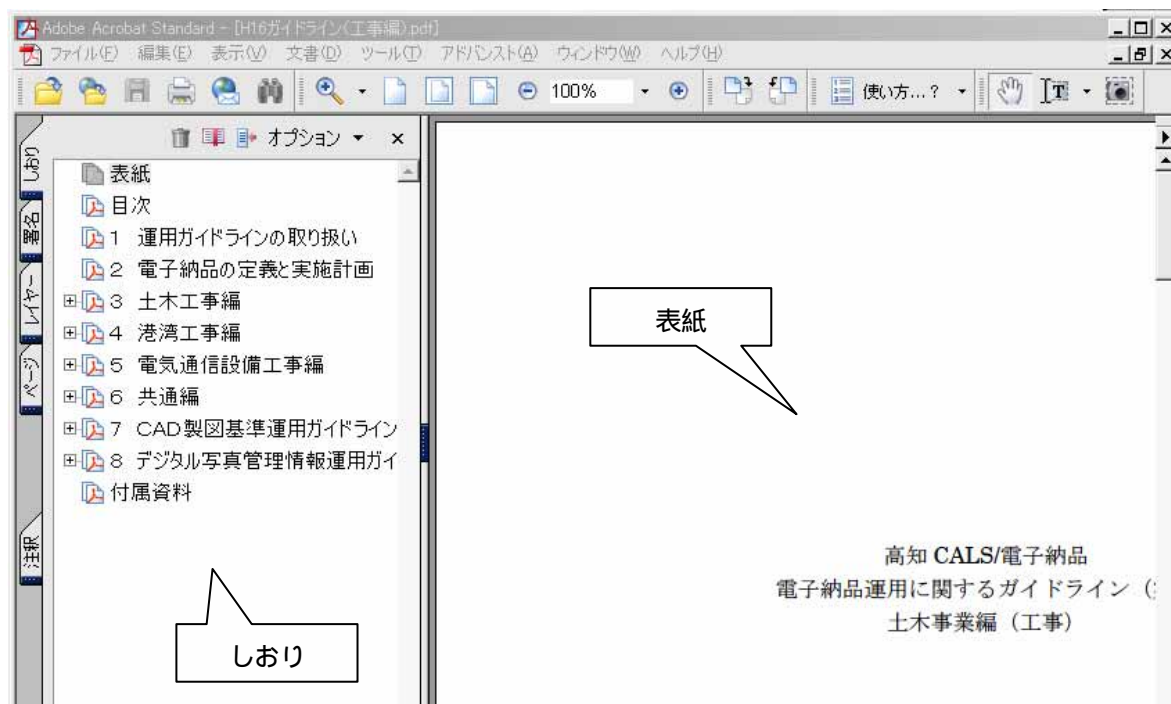 Adobe Acrobat Standard - [H16ガイドライン(工事編).pdf]
ファイル(F) 編集(E) 表示(V) 文書(D) ツール(T) アドバンスト(A) ウィンドウ(W) ヘルプ(H)
100% 使い方...?
しおり
署名
レイヤー
ページ
注釈
オプション
表紙
目次
1 運用ガイドラインの取り扱い
2 電子納品の定義と実施計画
3 土木工事編
4 港湾工事編
5 電気通信設備工事編
6 共通編
7 CAD製図基準運用ガイドライン
8 デジタル写真管理情報運用ガイ
付属資料
しおり
表紙
高知 CALS/電子納品
電子納品運用に関するガイドライン（
土木事業編（工事）